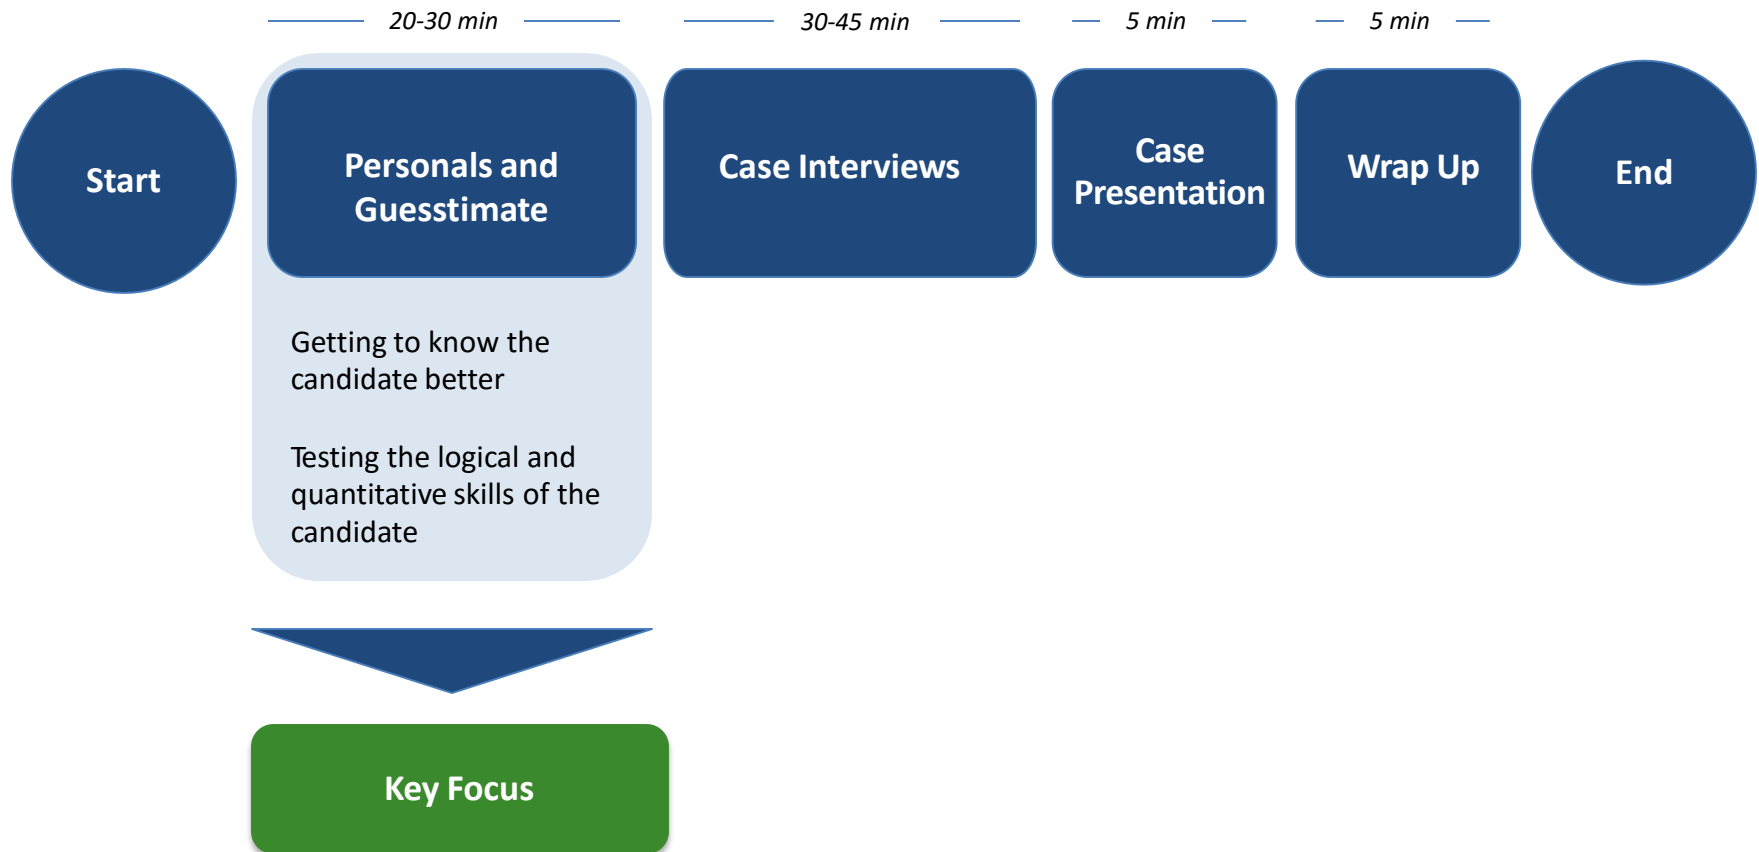 20-30 min
30-45 min
5 min
5 min
Start
Personals and
Guesstimate
Case Interviews
Case
Presentation
Wrap Up
End
Getting to know the
candidate better
Testing the logical and
quantitative skills of the
candidate
Key Focus